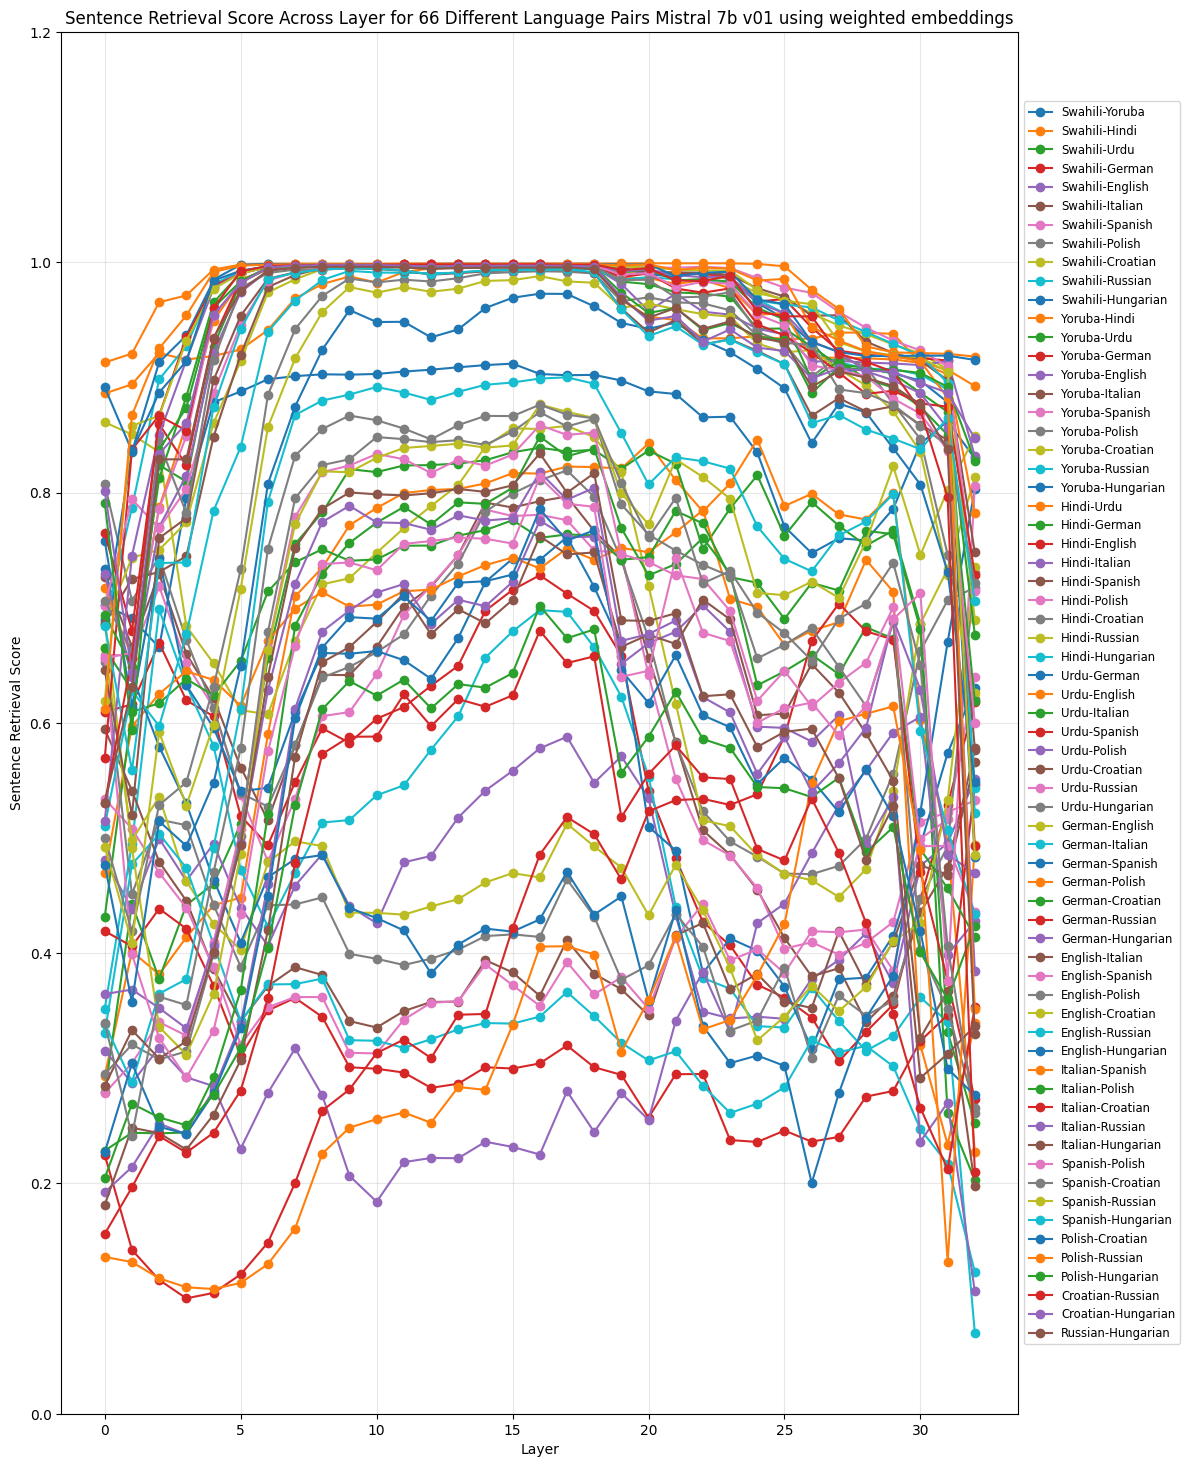 Sentence Retrieval Score Across Layer for 66 Different Language Pairs Mistral 7b v01 using weighted embeddings
1.2
1.0
0.8
0.6
0.4
0.2
0.0
Sentence Retrieval Score
0 5 10 15 20 25 30
Layer
Swahili-Yoruba
Swahili-Hindi
Swahili-Urdu
Swahili-German
Swahili-English
Swahili-Italian
Swahili-Spanish
Swahili-Polish
Swahili-Croatian
Swahili-Russian
Swahili-Hungarian
Yoruba-Hindi
Yoruba-Urdu
Yoruba-German
Yoruba-English
Yoruba-Italian
Yoruba-Spanish
Yoruba-Polish
Yoruba-Croatian
Yoruba-Russian
Yoruba-Hungarian
Hindi-Urdu
Hindi-German
Hindi-English
Hindi-Italian
Hindi-Spanish
Hindi-Polish
Hindi-Croatian
Hindi-Russian
Hindi-Hungarian
Urdu-German
Urdu-English
Urdu-Italian
Urdu-Spanish
Urdu-Polish
Urdu-Croatian
Urdu-Russian
Urdu-Hungarian
German-English
German-Italian
German-Spanish
German-Polish
German-Croatian
German-Russian
German-Hungarian
English-Italian
English-Spanish
English-Polish
English-Croatian
English-Russian
English-Hungarian
Italian-Spanish
Italian-Polish
Italian-Croatian
Italian-Russian
Italian-Hungarian
Spanish-Polish
Spanish-Croatian
Spanish-Russian
Spanish-Hungarian
Polish-Croatian
Polish-Russian
Polish-Hungarian
Croatian-Russian
Croatian-Hungarian
Russian-Hungarian